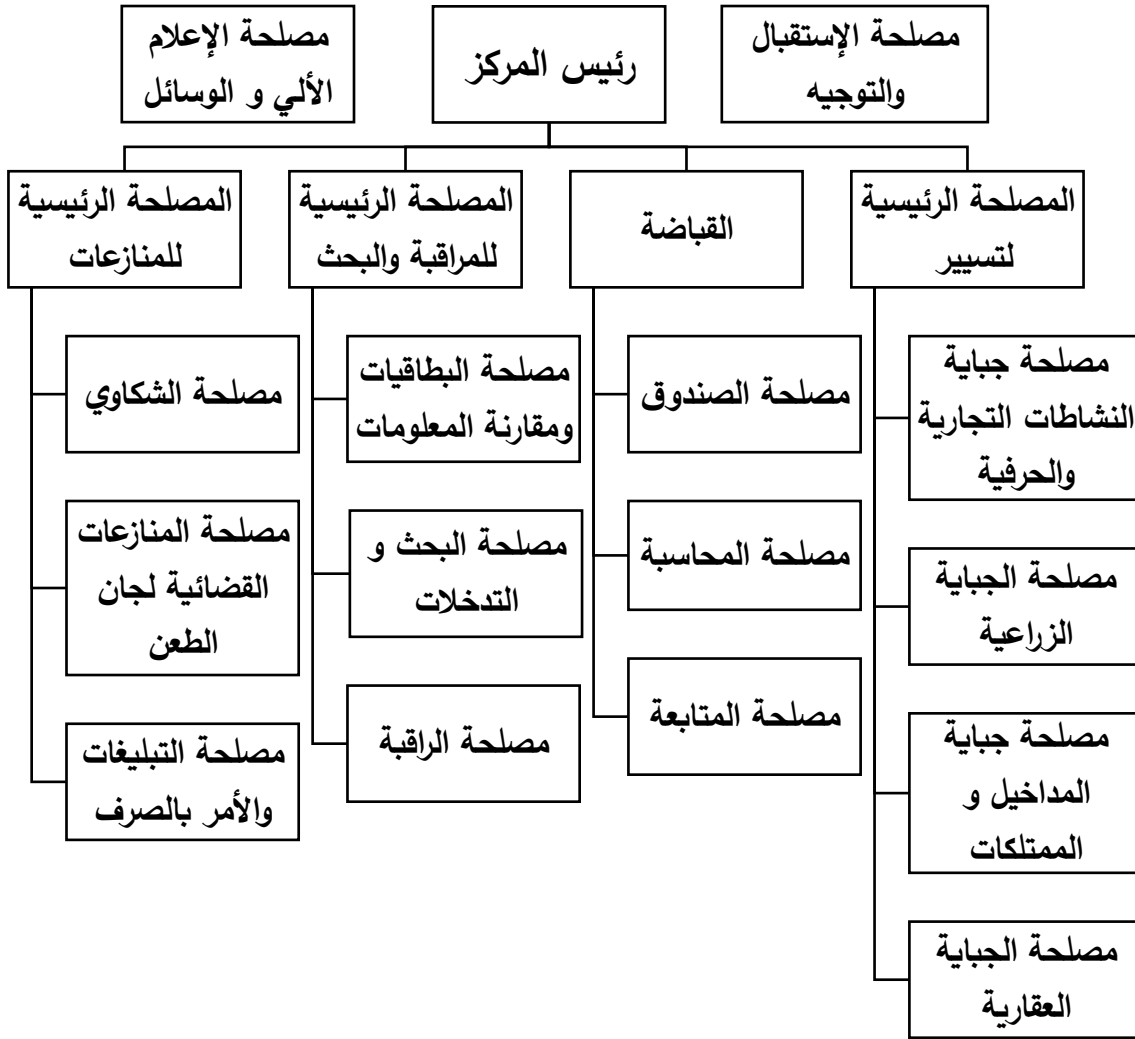 مصلحة الإستقبال
والتوجيه
رئيس المركز
مصلحة الإعلام
الألي و الوسائل
المصلحة الرئيسية
لتسيير
القباضة
المصلحة الرئيسية
للمراقبة والبحث
المصلحة الرئيسية
للمنازعات
مصلحة جباية
النشاطات التجارية
والحرفية
مصلحة الجباية
الزراعية
مصلحة جباية
المداخيل و
الممتلكات
مصلحة الجباية
العقارية
مصلحة الصندوق
مصلحة المحاسبة
مصلحة المتابعة
مصلحة البطاقيات
ومقارنة المعلومات
مصلحة البحث و
التدخلات
مصلحة الراقبة
مصلحة الشكاوي
مصلحة المنازعات
القضائية لجان
الطعن
مصلحة التبليغات
والأمر بالصرف